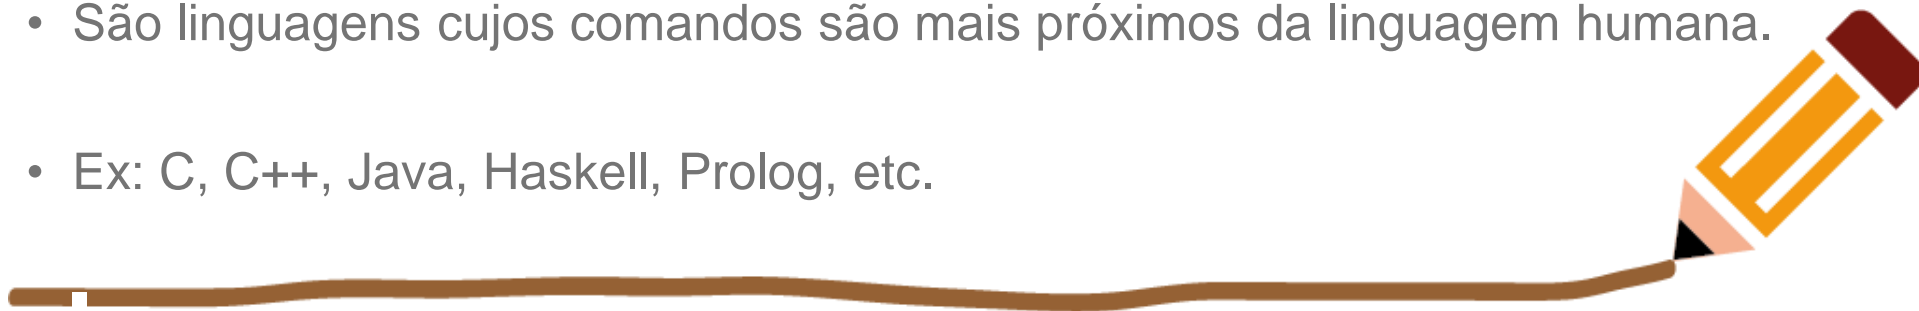 • São linguagens cujos comandos são mais próximos da linguagem humana.
• Ex: C, C++, Java, Haskell, Prolog, etc.